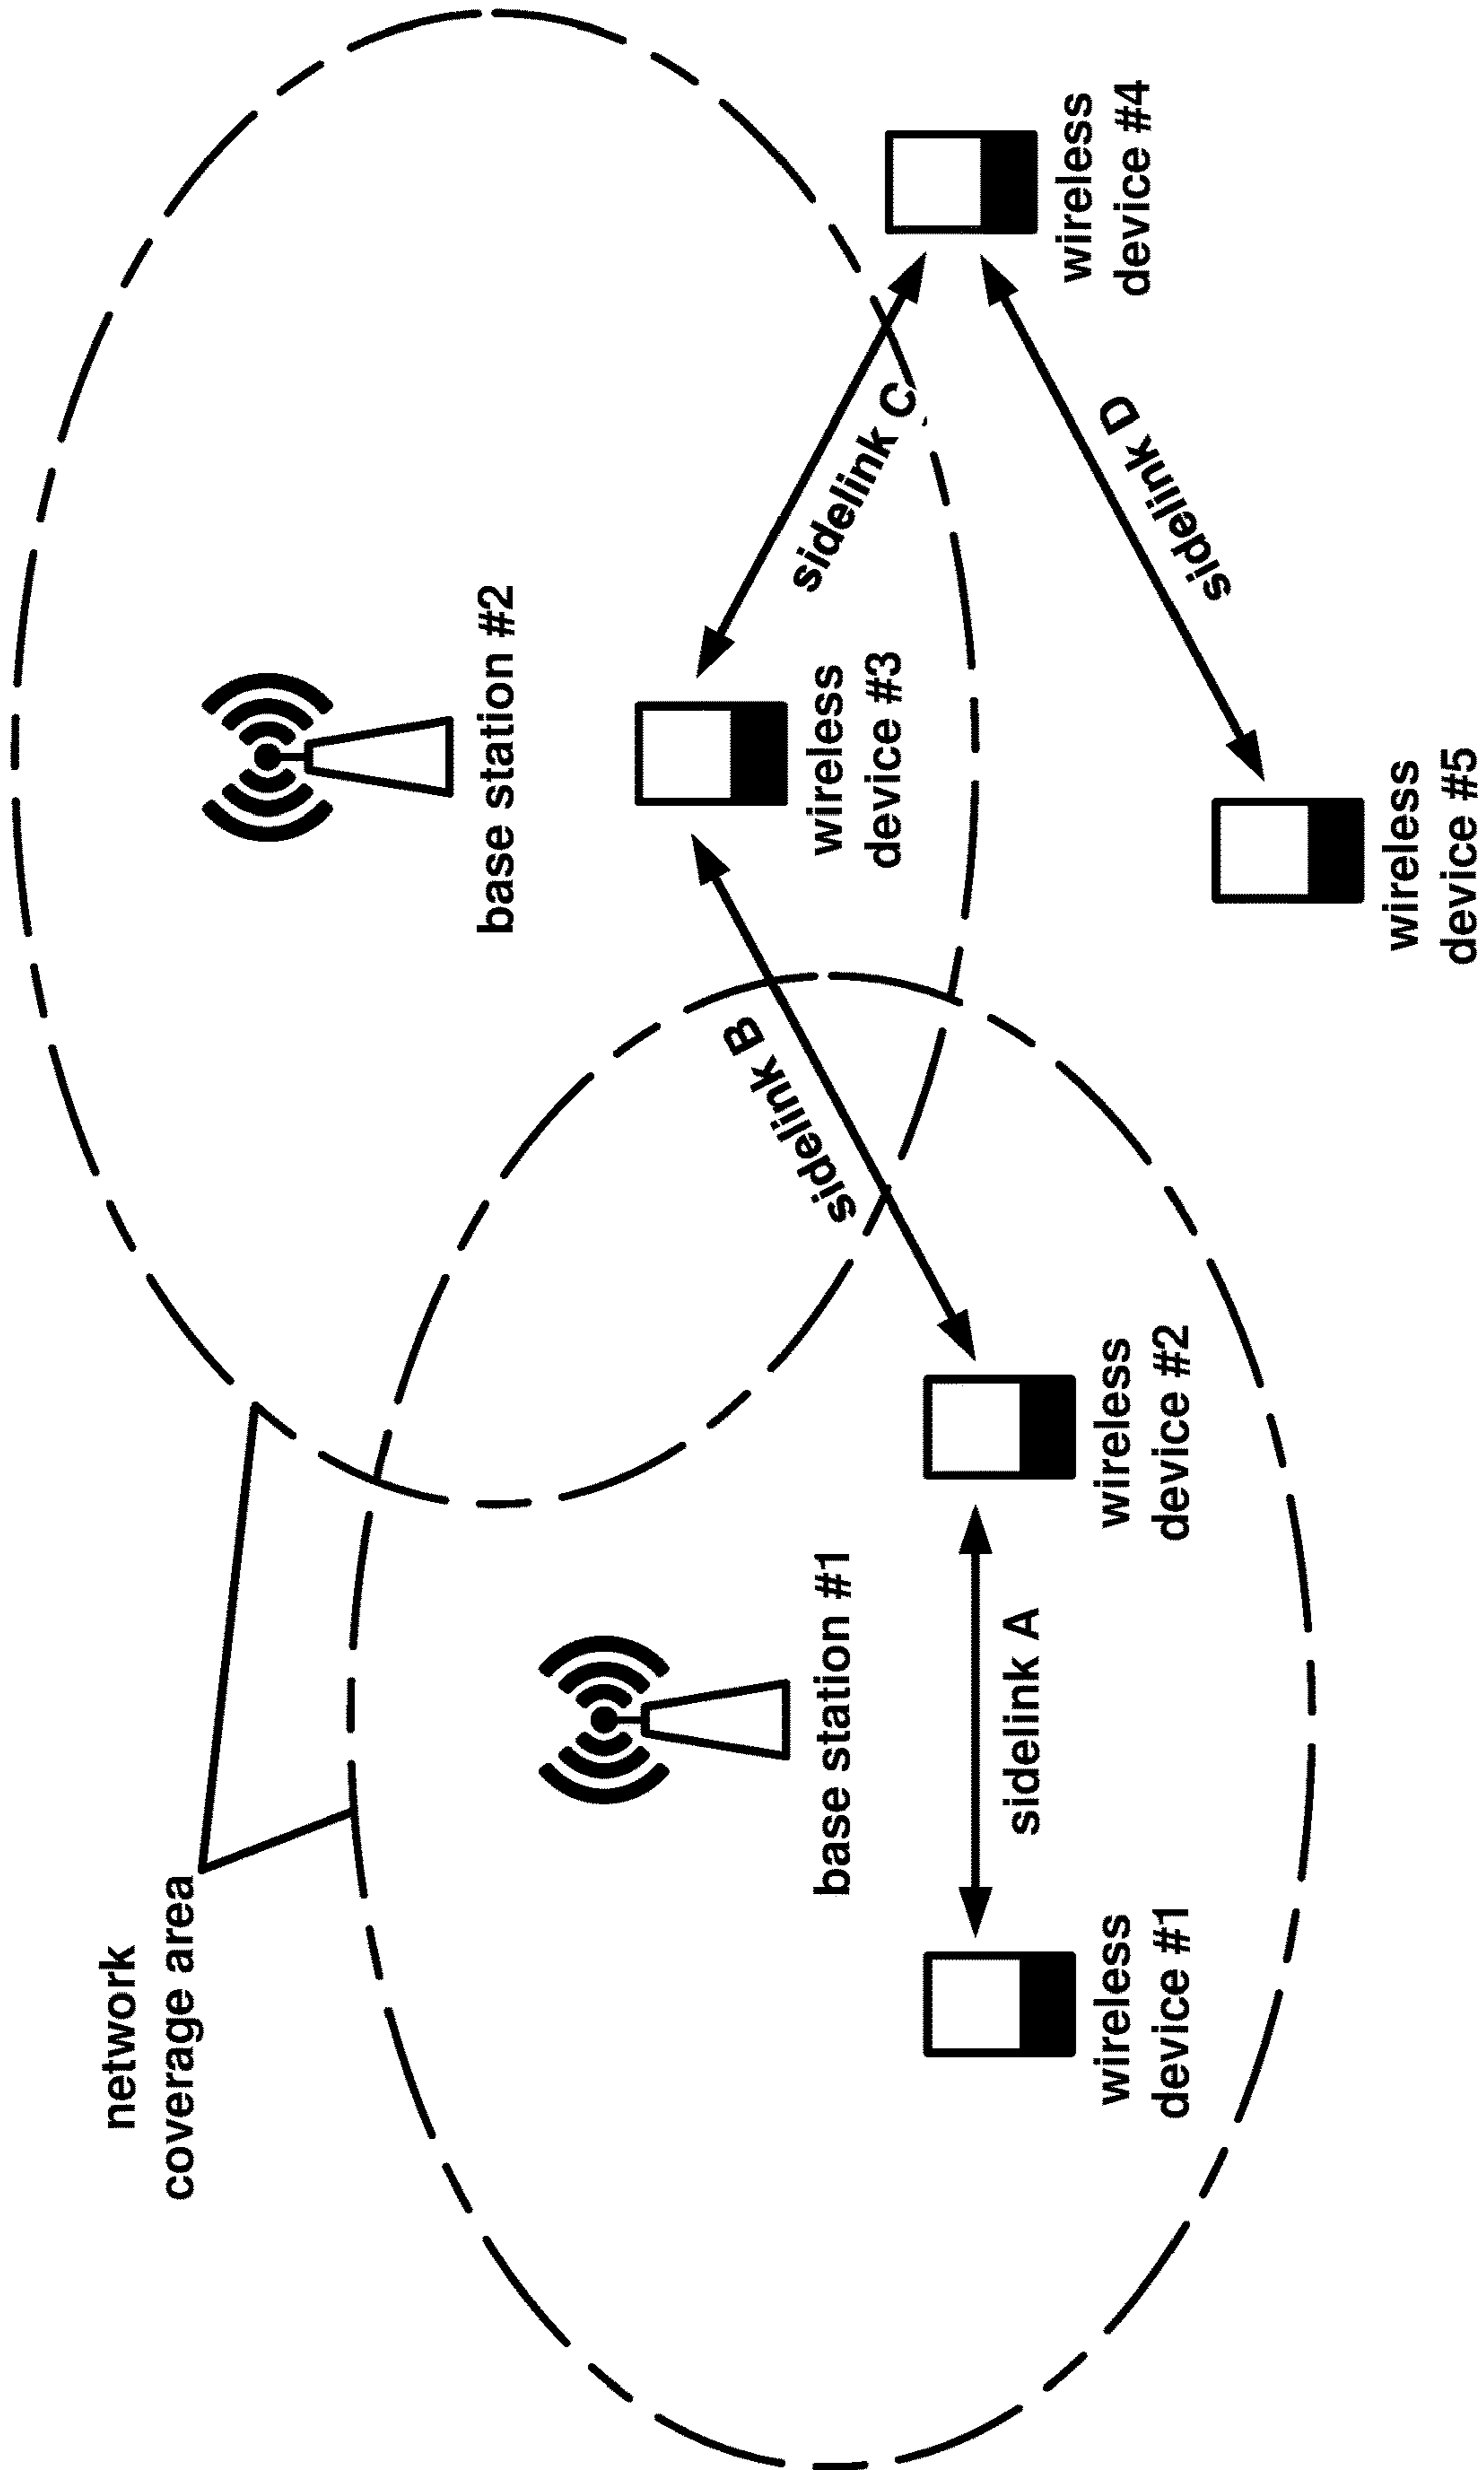 network
coverage area
base station #2
base station #1
sidelink B
sidelink C
wireless
device #3
wireless
device #4
sidelink A
wireless
device #1
wireless
device #2
sidelink D
wireless
device #5